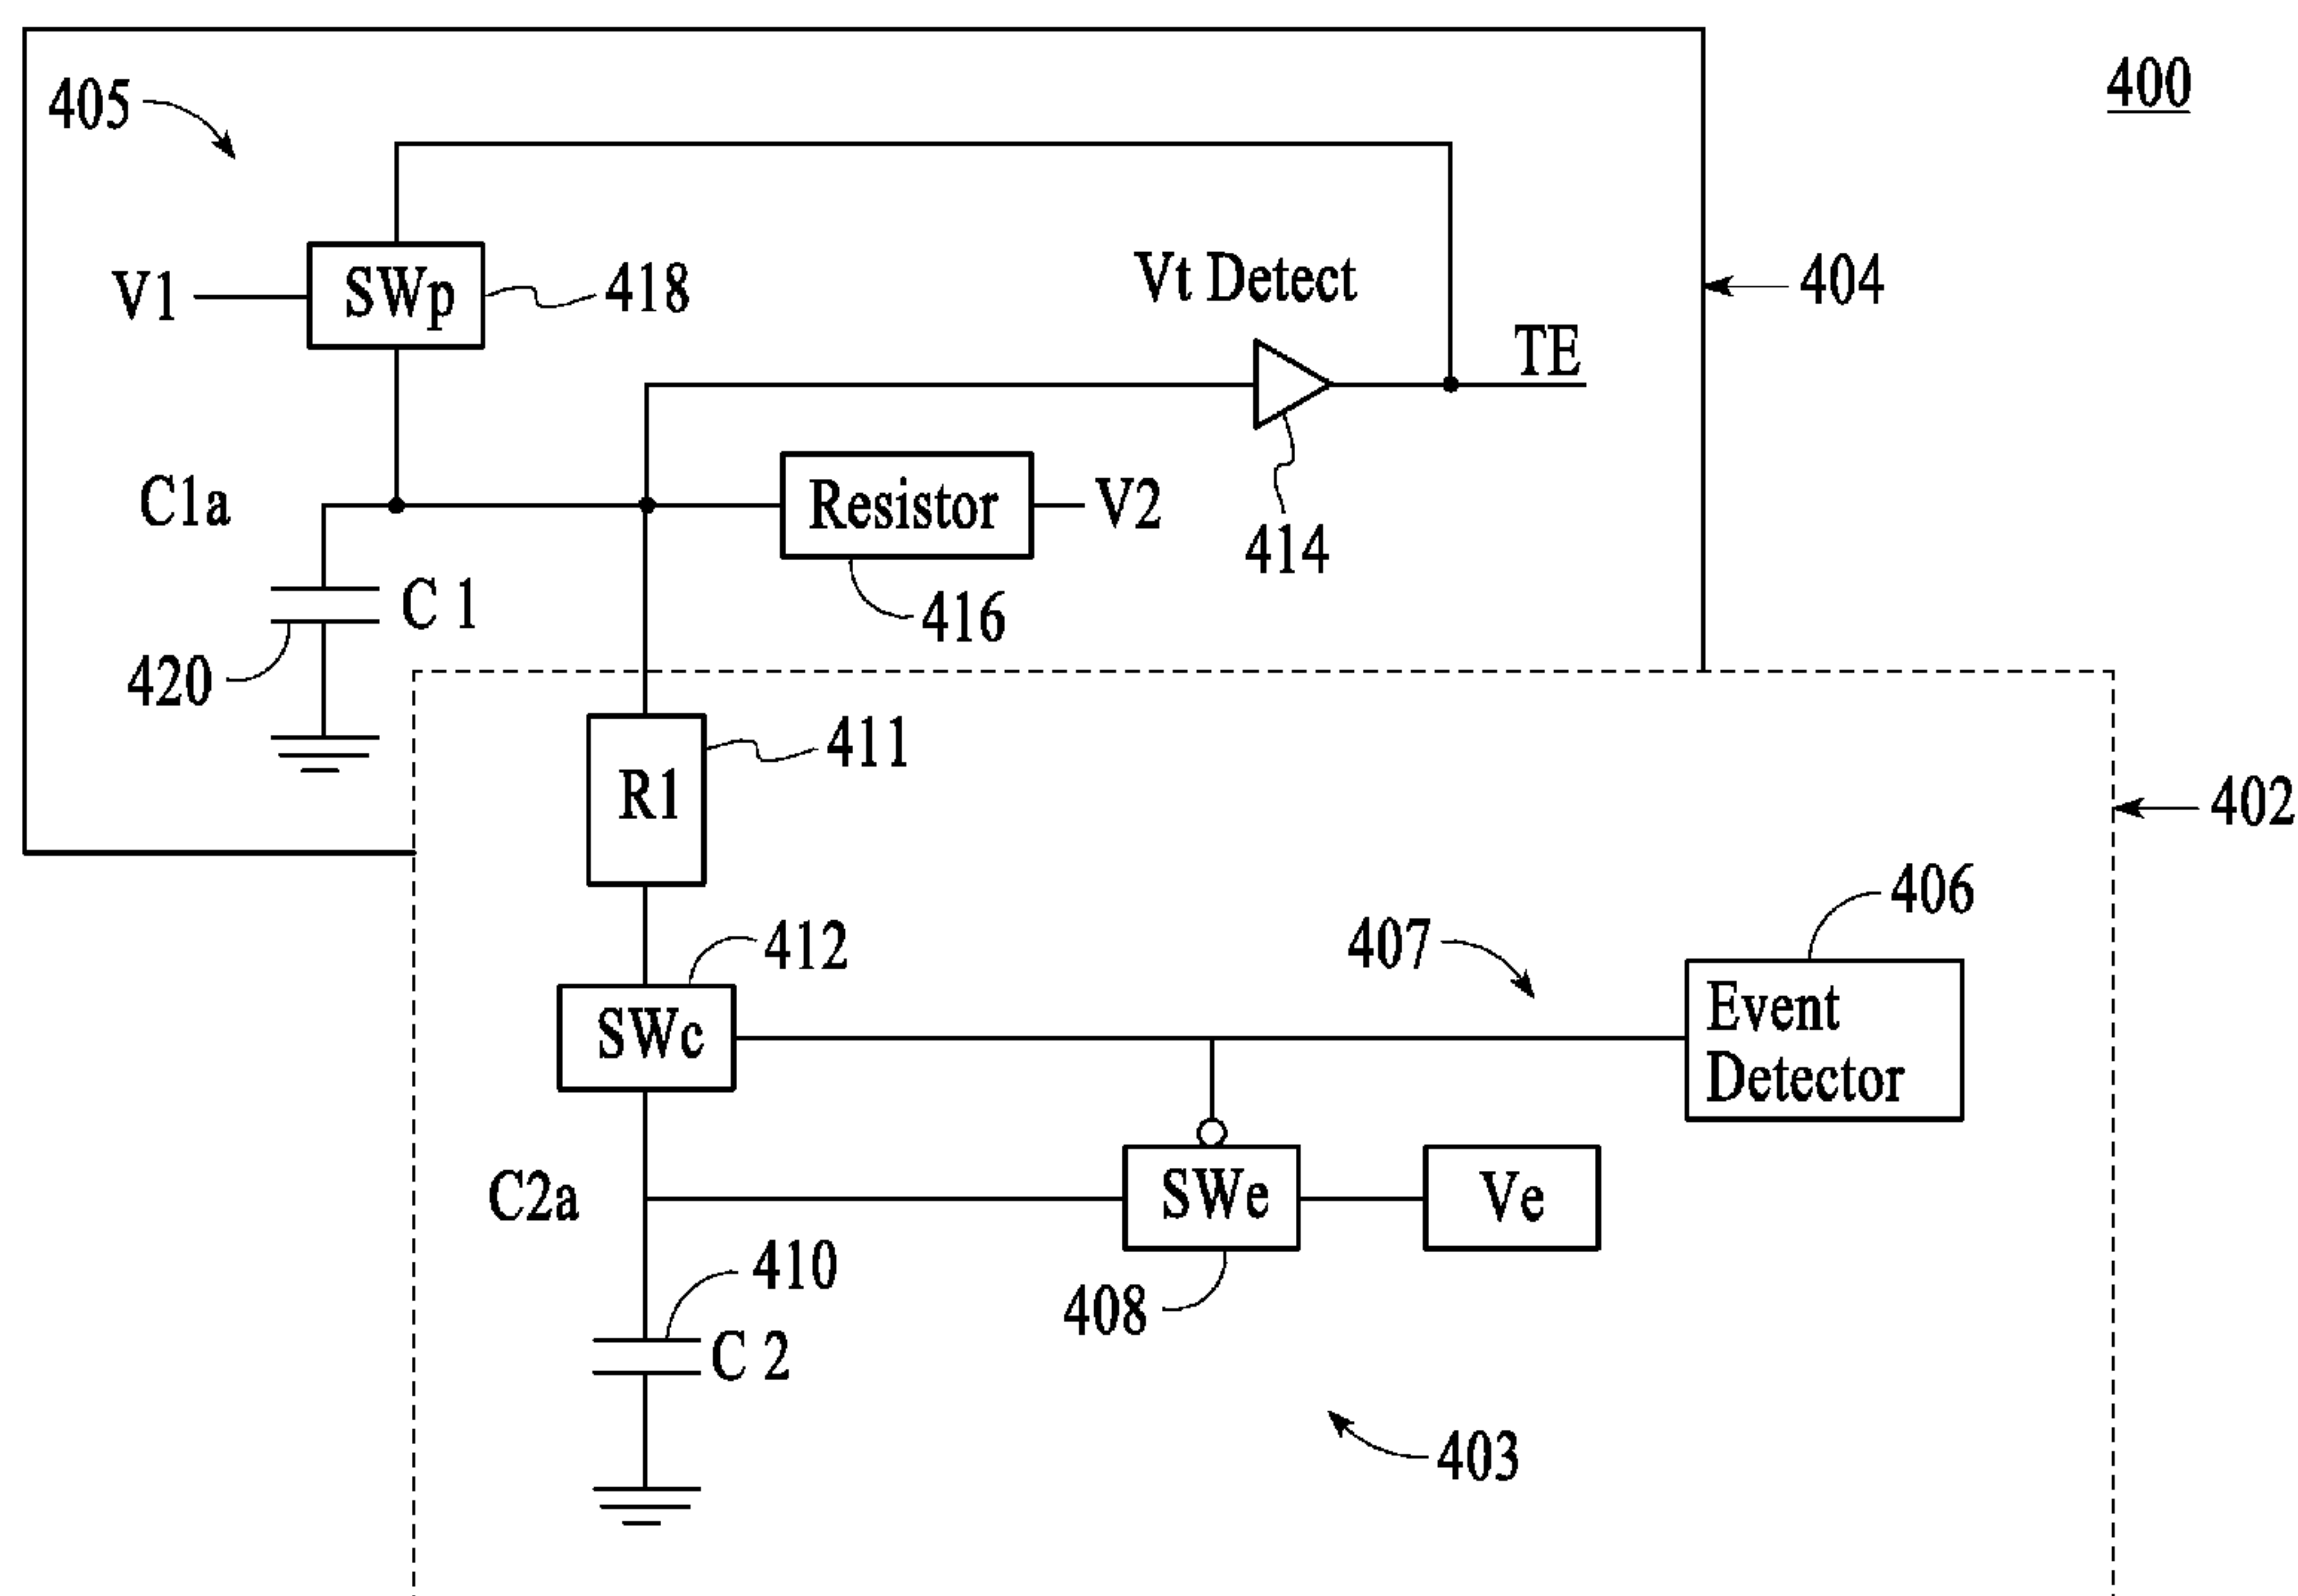 400
405
V1
SWp
418
Vt Detect
404
TE
C1a
Resistor
V2
414
C 1
416
420
R1
411
402
412
407
406
SWc
Event
Detector
C2a
SWe
Ve
410
408
C 2
403